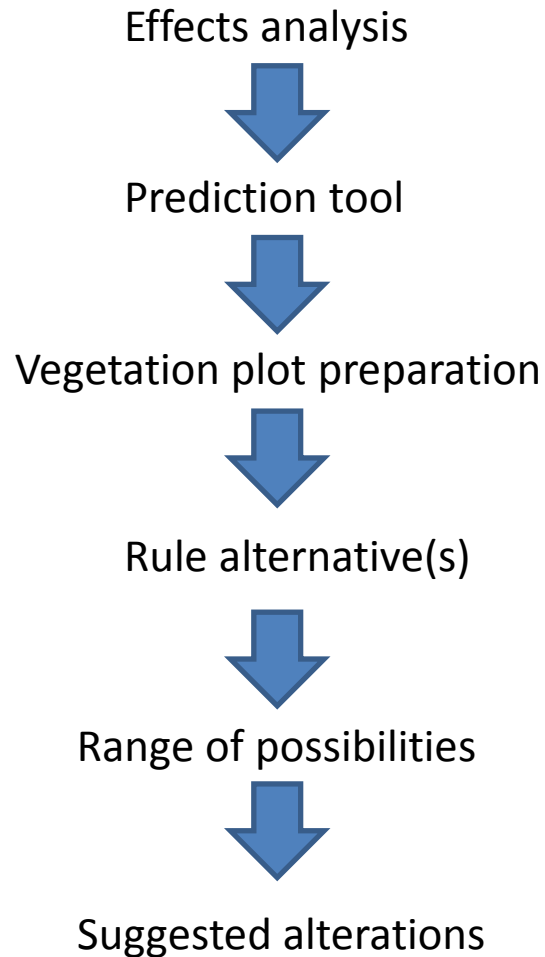 Effects analysis
Prediction tool
Vegetation plot preparation
Rule alternative(s)
Range of possibilities
Suggested alterations